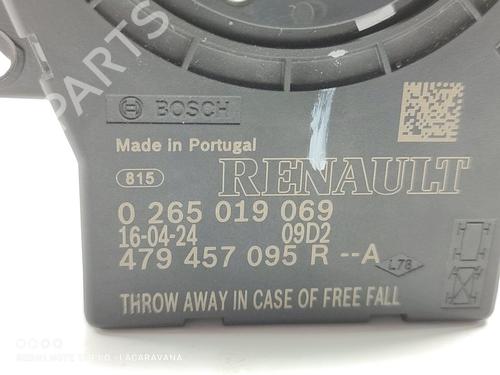 PARTS
BOSCH
Made in Portugal
815
RENAULT
0 265 019 069
16-04-24 09D2
479 457 095 R --A
L78
THROW AWAY IN CASE OF FREE FALL